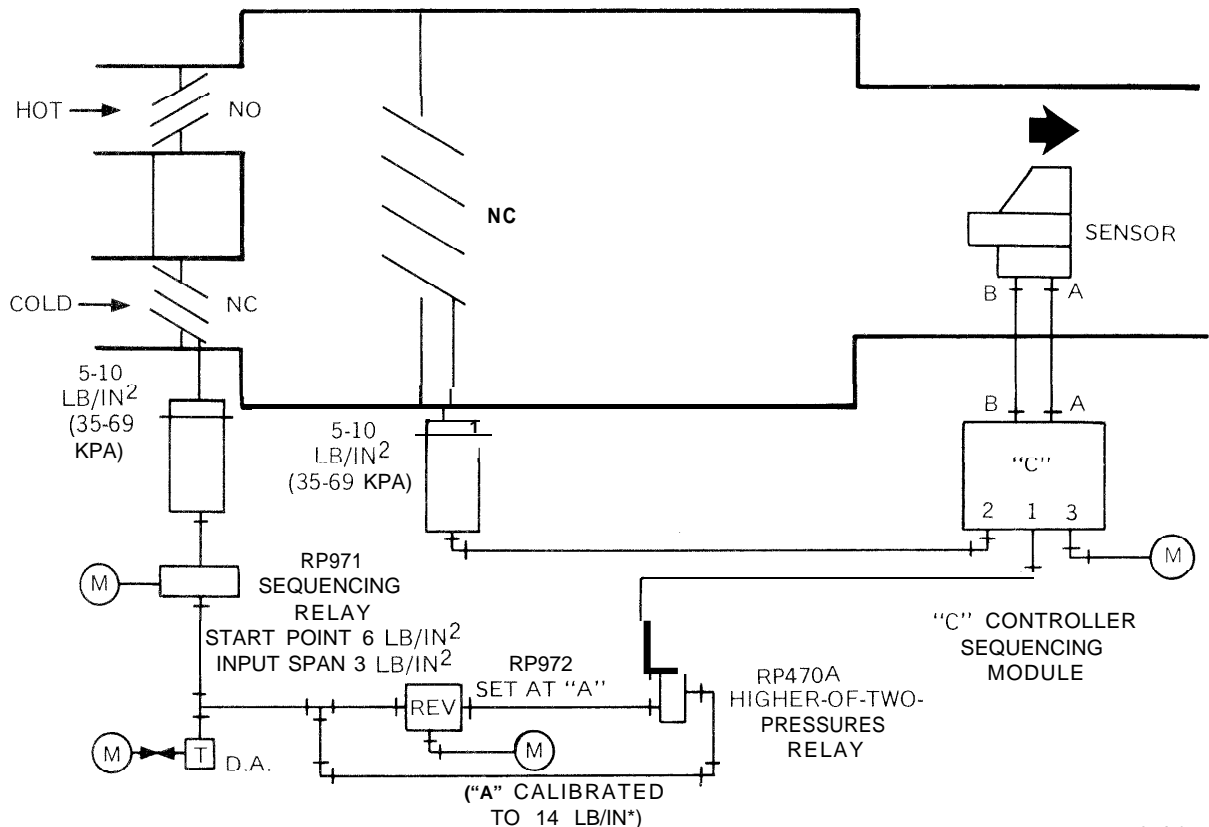 HOT
NO
NC
SENSOR
COLD
NC
B
A
5-10
LB/IN2
(35-69
KPA)
5-10
LB/IN2
(35-69 KPA)
1
B
A
"C"
2
1
3
M
M
RP971
SEQUENCING
RELAY
START POINT 6 LB/IN2
INPUT SPAN 3 LB/IN2
"C" CONTROLLER
SEQUENCING
MODULE
RP972
SET AT "A"
RP470A
HIGHER-OF-TWO-
PRESSURES
RELAY
REV
M
T
D.A.
M
("A" CALIBRATED
TO 14 LB/IN*)